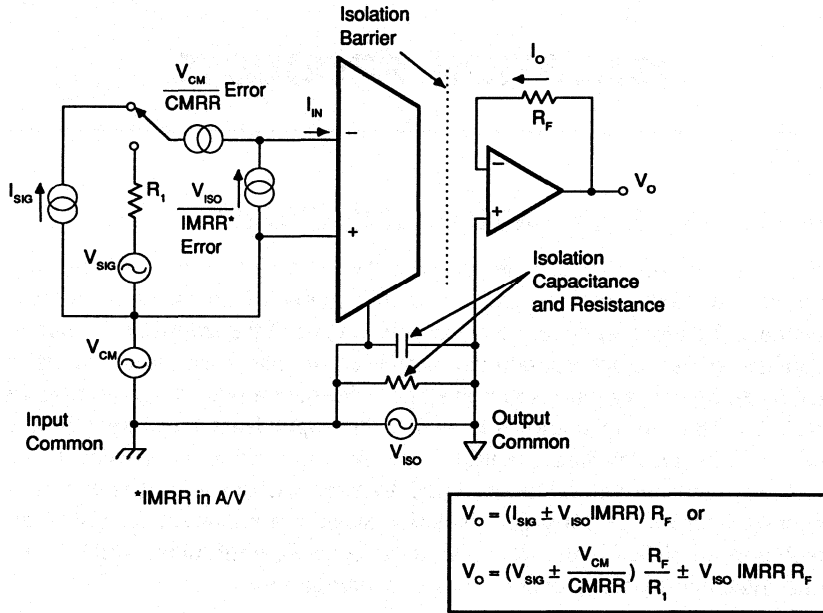 Isolation
Barrier
I_O
V_CM
CMRR
Error
I_IN
−
R_F
I_SIG
R_1
V_ISO
IMRR*
Error
−
+
V_O
+
V_SIG
Isolation
Capacitance
and Resistance
V_CM
Input
Common
V_ISO
Output
Common
*IMRR in A/V
V_O = (I_SIG ± V_ISO IMRR) R_F or
V_O = (V_SIG ± V_CM/CMRR) R_F/R_1 ± V_ISO IMRR R_F